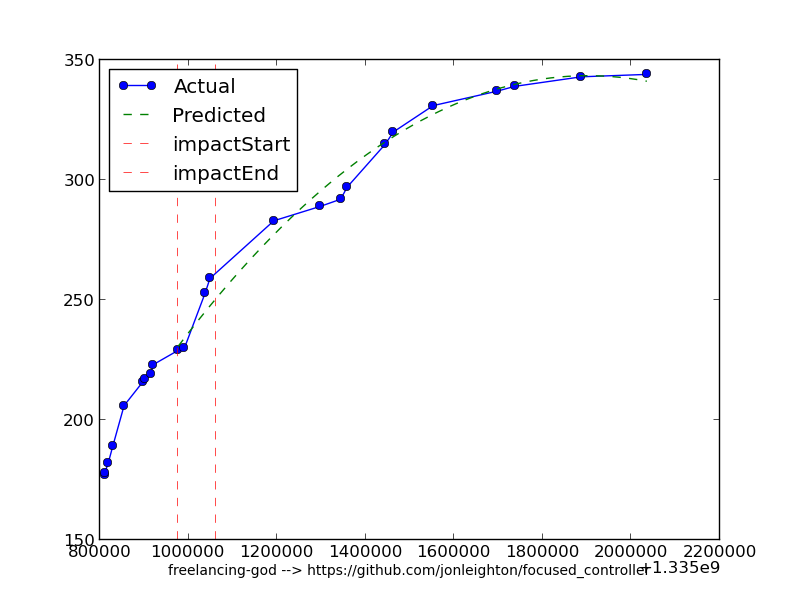 350
300
250
200
150
Actual
Predicted
impactStart
impactEnd
800000 1000000 1200000 1400000 1600000 1800000 2000000 2200000
freelancing-god --> https://github.com/jonleighton/focused_controller
+1.335e9